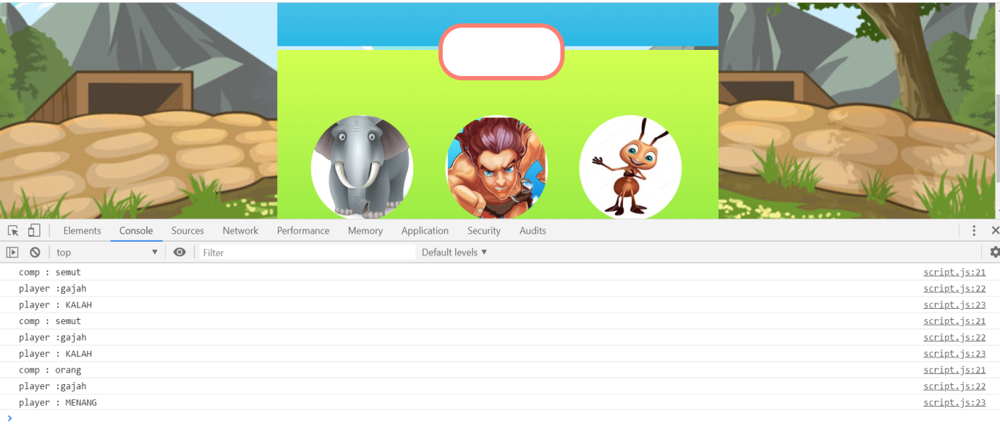 Elements Console Sources Network Performance Memory Application Security Audits
top Filter Default levels
comp : semut script.js:21
player :gajah script.js:22
player : KALAH script.js:23
comp : semut script.js:21
player :gajah script.js:22
player : KALAH script.js:23
comp : orang script.js:21
player :gajah script.js:22
player : MENANG script.js:23